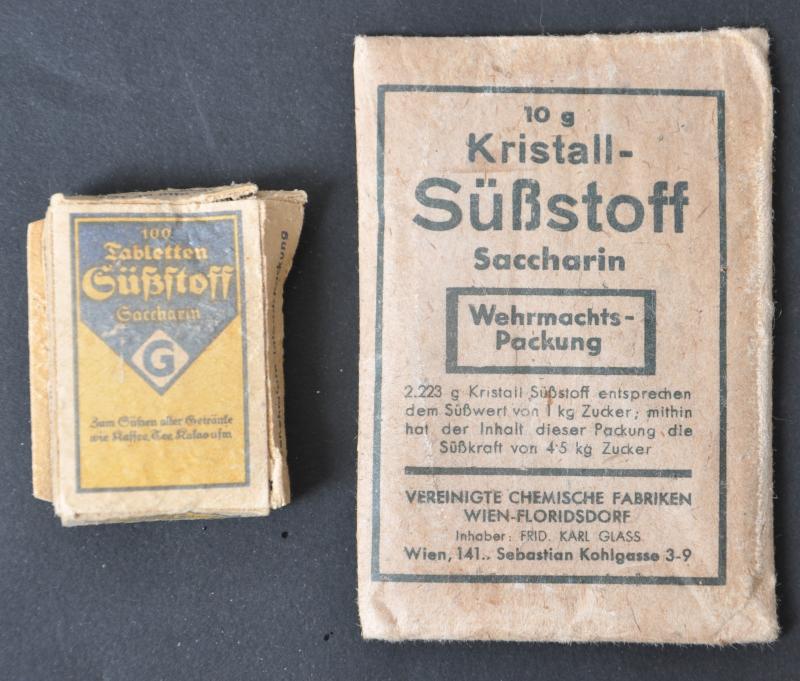 100
Tabletten
Süßstoff
Saccharin
G
Zum Süßen aller Getränke
wie Kaffee, Tee, Kakao usw.
Packung
10 g
Kristall-
Süßstoff
Saccharin
Wehrmachts-
Packung
2.223 g Kristall Süßstoff entsprechen
dem Süßwert von 1 kg Zucker; mithin
hat der Inhalt dieser Packung die
Süßkraft von 4·5 kg Zucker
VEREINIGTE CHEMISCHE FABRIKEN
WIEN-FLORIDSDORF
Inhaber: FRID. KARL GLASS
Wien, 141.. Sebastian Kohlgasse 3-9